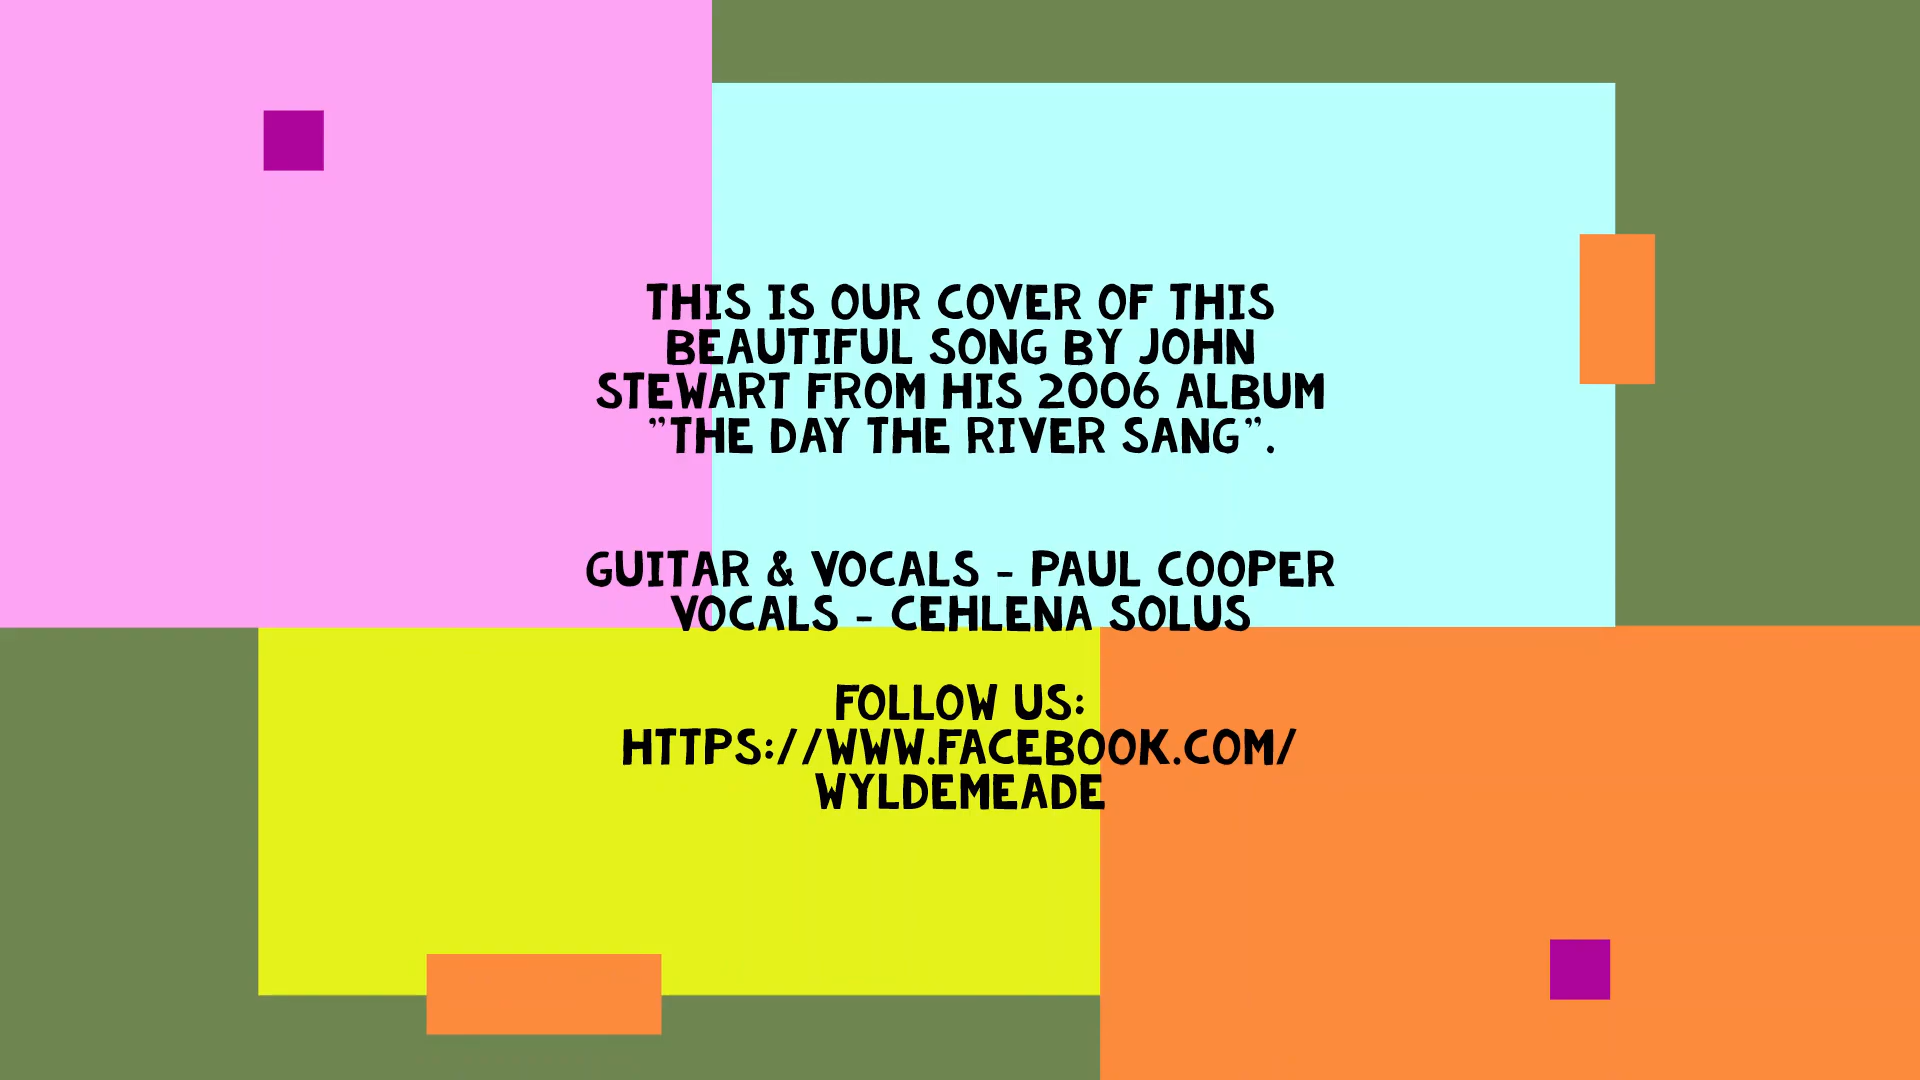 THIS IS OUR COVER OF THIS
BEAUTIFUL SONG BY JOHN
STEWART FROM HIS 2006 ALBUM
"THE DAY THE RIVER SANG".
GUITAR & VOCALS - PAUL COOPER
VOCALS - CEHLENA SOLUS
FOLLOW US:
HTTPS://WWW.FACEBOOK.COM/
WYLDEMEADE